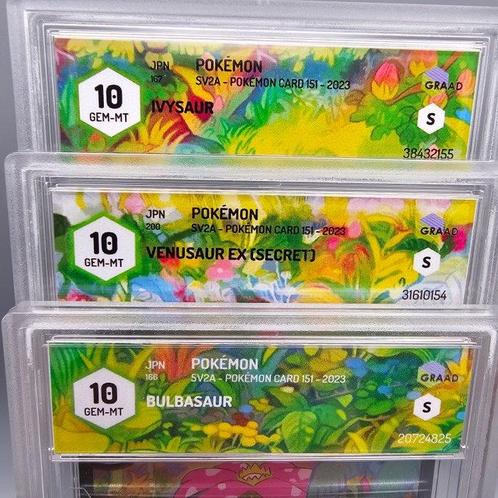 10
GEM-MT
JPN
167
POKÉMON
SV2A - POKÉMON CARD 151 - 2023
IVYSAUR
GRAAD
S
38432155
10
GEM-MT
JPN
200
POKÉMON
SV2A - POKÉMON CARD 151 - 2023
VENUSAUR EX (SECRET)
GRAAD
S
31610154
10
GEM-MT
JPN
166
POKÉMON
SV2A - POKÉMON CARD 151 - 2023
BULBASAUR
GRAAD
S
20724825